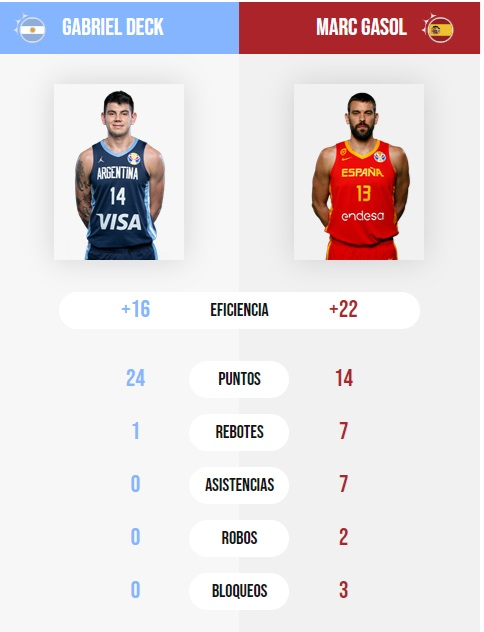 GABRIEL DECK
MARC GASOL
ARGENTINA
14
VISA
ESPAÑA
13
endesa
+16 EFICIENCIA +22
24 PUNTOS 14
1 REBOTES 7
0 ASISTENCIAS 7
0 ROBOS 2
0 BLOQUEOS 3